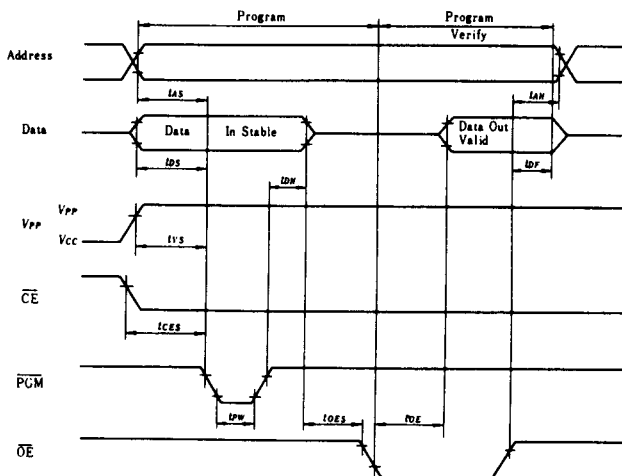 Program
Program
Verify
Address
tAS
tAH
Data
Data In Stable
Data Out
Valid
tDS
tDH
tDF
VPP
VPP
VCC
tVS
CE
tCES
PGM
tPW
tOES
tOE
OE